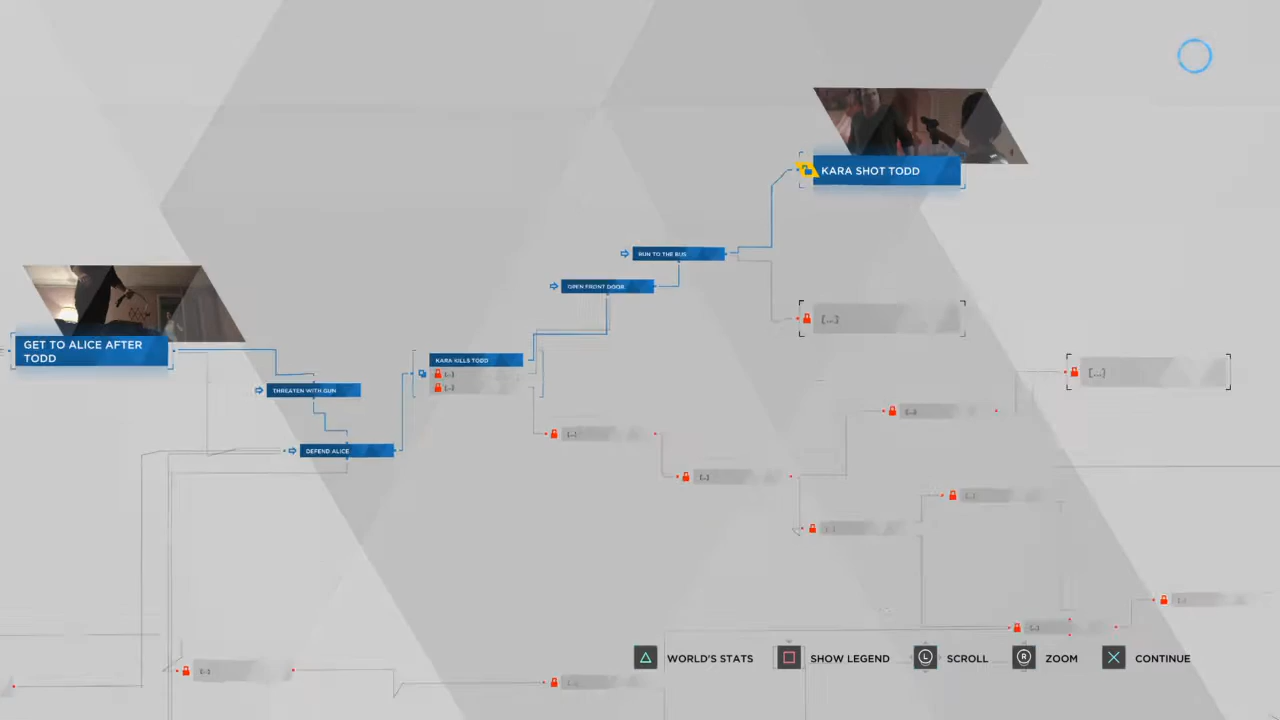 KARA SHOT TODD
RUN TO THE BUS
OPEN FRONT DOOR
[...]
GET TO ALICE AFTER
TODD
KARA KILLS TODD
[...]
[...]
[...]
THREATEN WITH GUN
[...]
[...]
DEFEND ALICE
[...]
[...]
[...]
[...]
[...]
WORLD'S STATS
SHOW LEGEND
L
SCROLL
R
ZOOM
CONTINUE
[...]
[...]